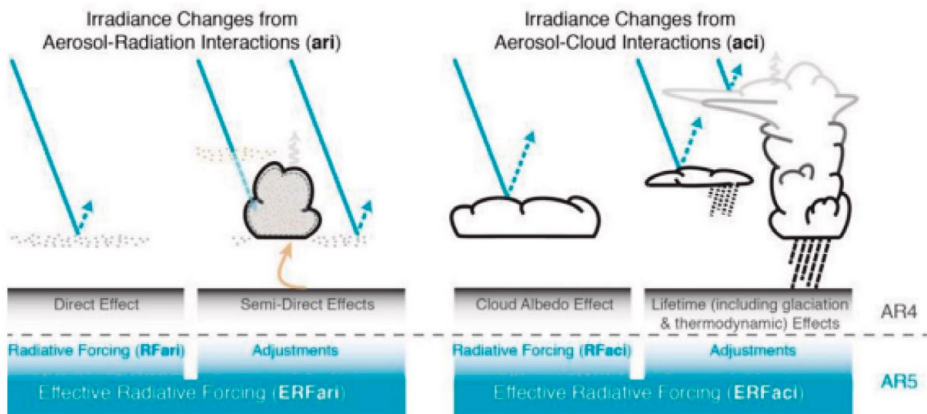 Irradiance Changes from
Aerosol-Radiation Interactions (ari)
Irradiance Changes from
Aerosol-Cloud Interactions (aci)
Direct Effect
Semi-Direct Effects
Cloud Albedo Effect
Lifetime (including glaciation
& thermodynamic) Effects
AR4
Radiative Forcing (RFari)
Adjustments
Radiative Forcing (RFaci)
Adjustments
AR5
Effective Radiative Forcing (ERFari)
Effective Radiative Forcing (ERFaci)